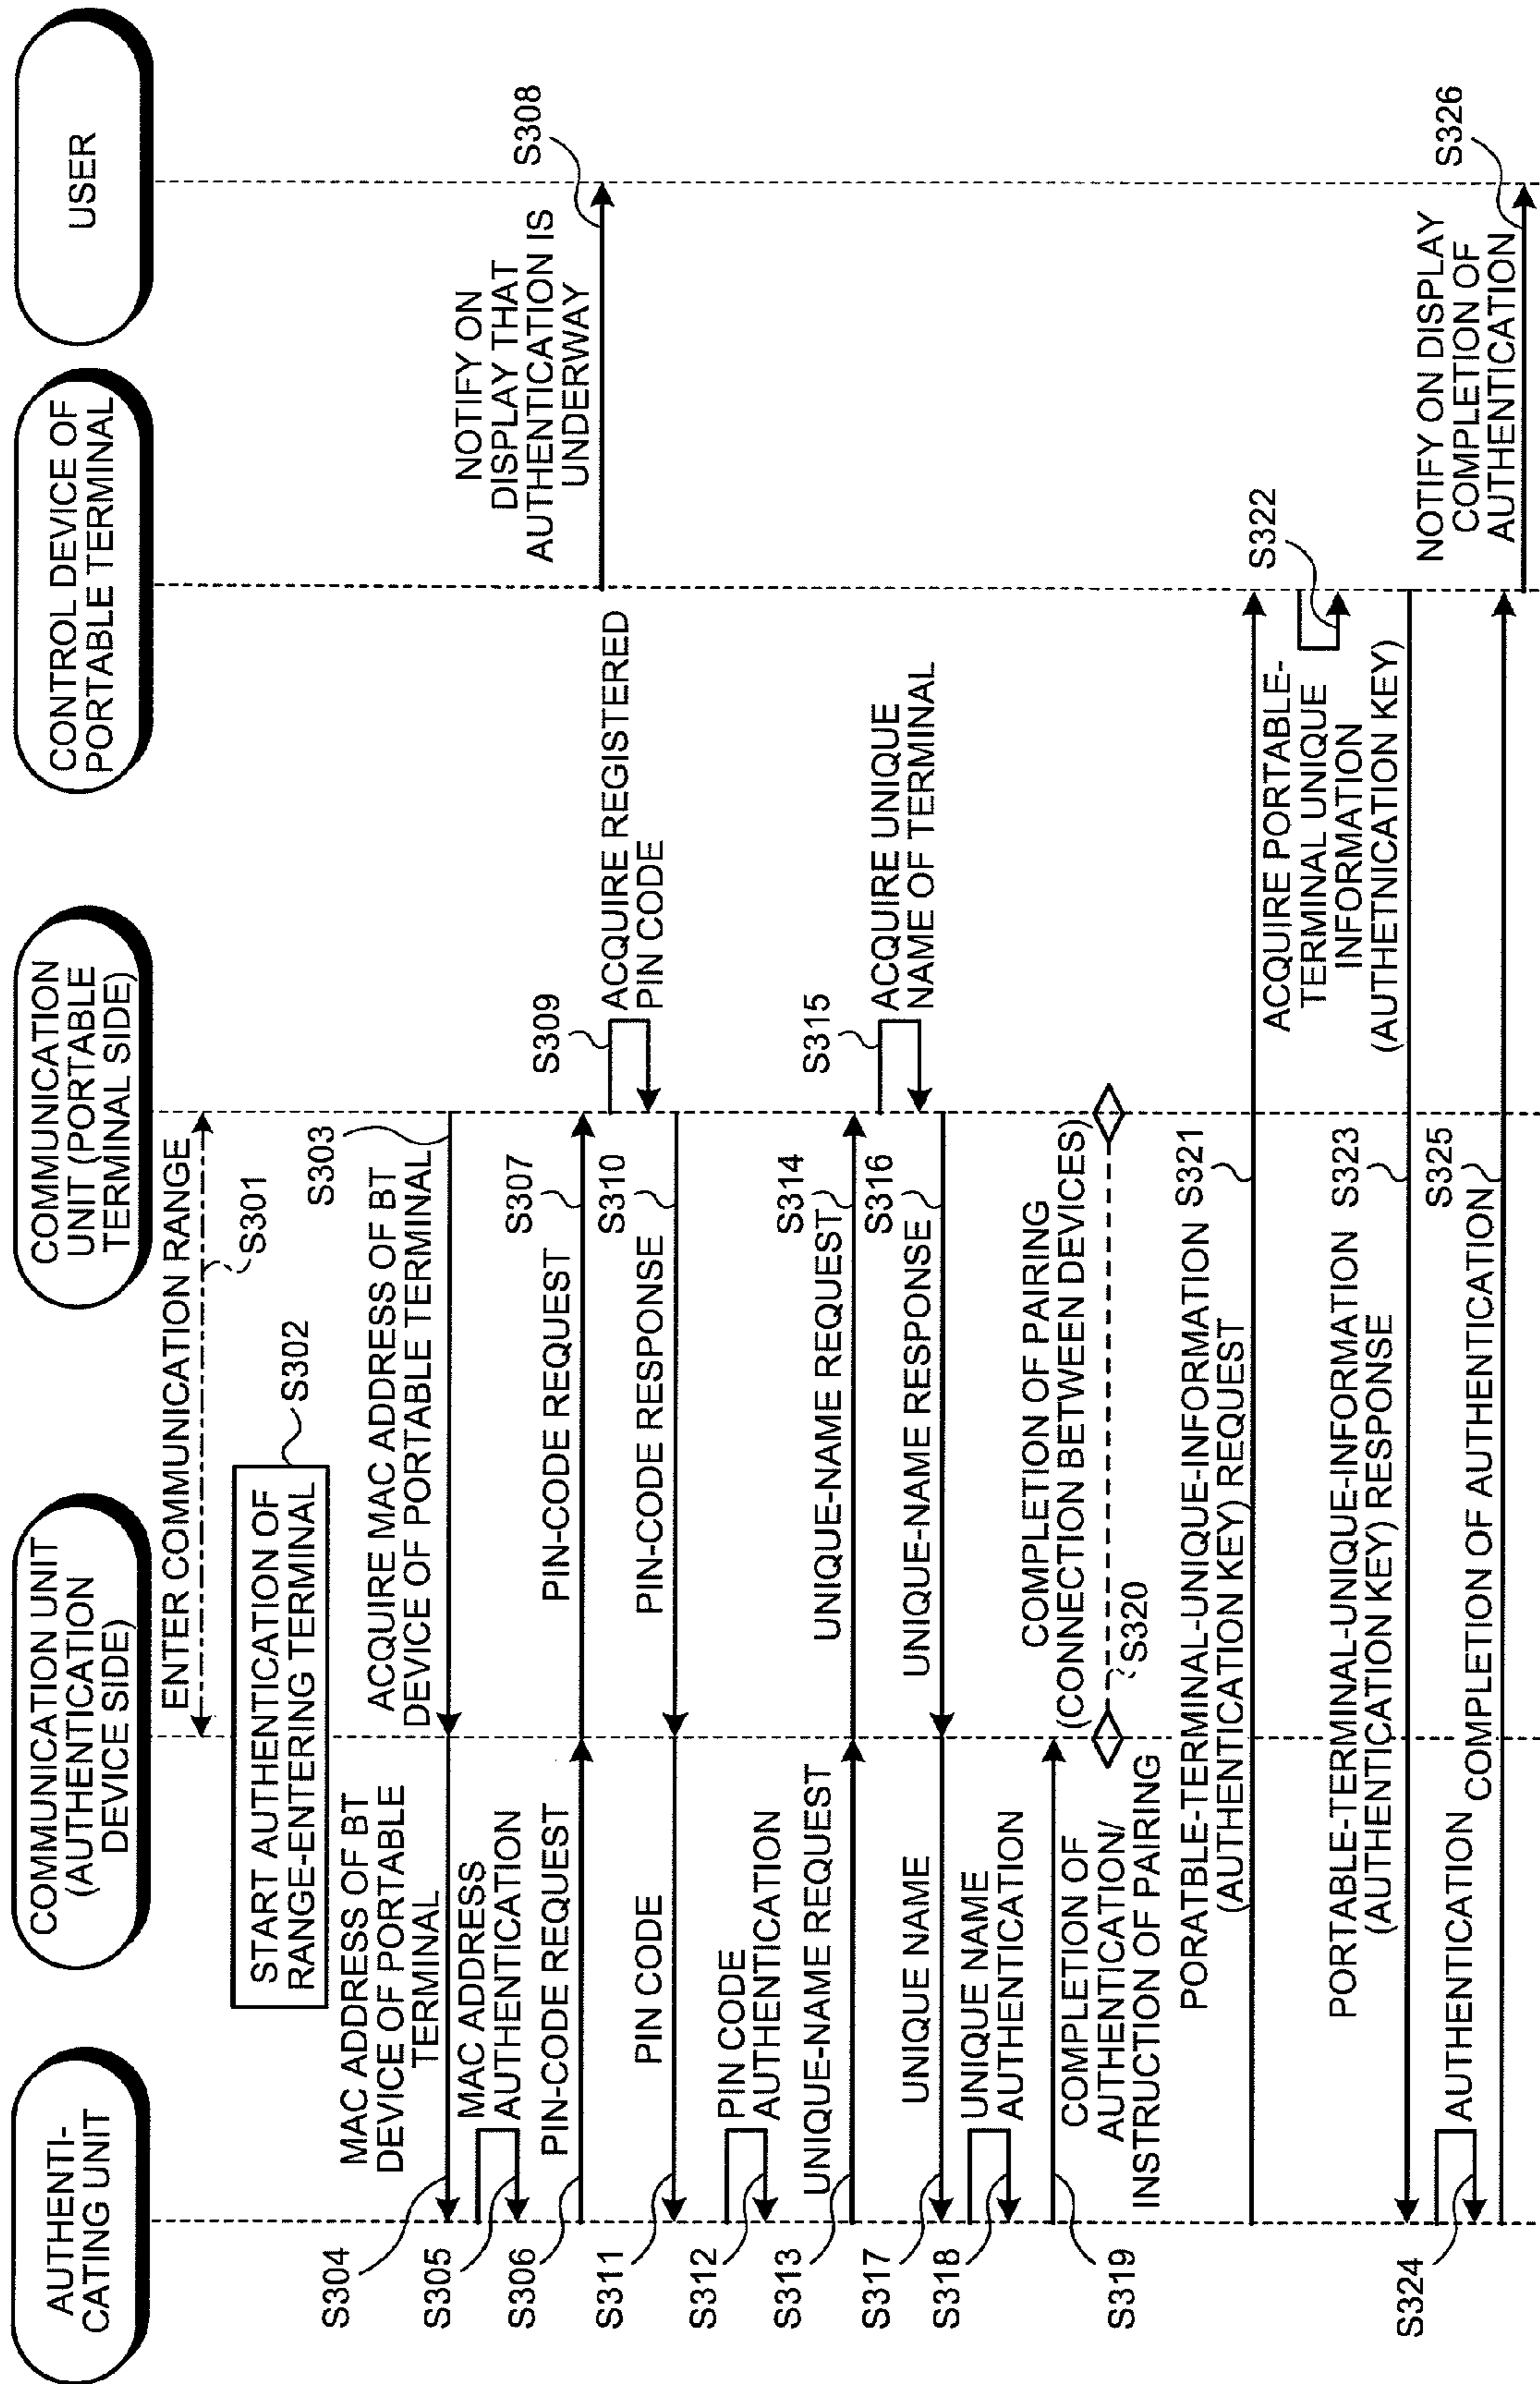 AUTHENTI-
CATING UNIT
COMMUNICATION UNIT
(AUTHENTICATION
DEVICE SIDE)
COMMUNICATION
UNIT (PORTABLE
TERMINAL SIDE)
CONTROL DEVICE OF
PORTABLE TERMINAL
USER
ENTER COMMUNICATION RANGE
S301
START AUTHENTICATION OF
RANGE-ENTERING TERMINAL
S302
S303
ACQUIRE MAC ADDRESS OF BT
DEVICE OF PORTABLE TERMINAL
S304
MAC ADDRESS OF BT
DEVICE OF PORTABLE
TERMINAL
S305
MAC ADDRESS
AUTHENTICATION
S306
PIN-CODE REQUEST
PIN-CODE REQUEST
S307
NOTIFY ON
DISPLAY THAT
AUTHENTICATION IS
UNDERWAY
S308
S309
ACQUIRE REGISTERED
PIN CODE
PIN-CODE RESPONSE
S310
S311
PIN CODE
S312
PIN CODE
AUTHENTICATION
S313
UNIQUE-NAME REQUEST
UNIQUE-NAME REQUEST
S314
S315
ACQUIRE UNIQUE
NAME OF TERMINAL
UNIQUE-NAME RESPONSE
S316
S317
UNIQUE NAME
S318
UNIQUE NAME
AUTHENTICATION
S319
COMPLETION OF
AUTHENTICATION/
INSTRUCTION OF PAIRING
COMPLETION OF PAIRING
(CONNECTION BETWEEN DEVICES)
S320
PORATBLE-TERMINAL-UNIQUE-INFORMATION
(AUTHENTICATION KEY) REQUEST
S321
ACQUIRE PORTABLE-
TERMINAL UNIQUE
INFORMATION
(AUTHETNICATION KEY)
S322
PORTABLE-TERMINAL-UNIQUE-INFORMATION
(AUTHENTICATION KEY) RESPONSE
S323
S324
AUTHENTICATION
COMPLETION OF AUTHENTICATION
S325
NOTIFY ON DISPLAY
COMPLETION OF
AUTHENTICATION
S326